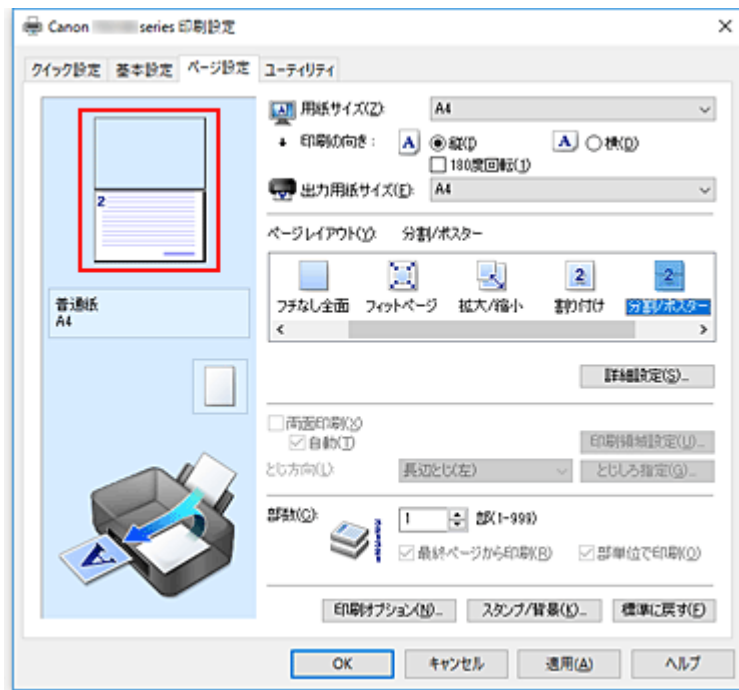 Canon series 印刷設定
クイック設定 基本設定 ページ設定 ユーティリティ
用紙サイズ(Z): A4
印刷の向き: A 縦(I) A 横(D)
180度回転(1)
出力用紙サイズ(E): A4
2
ページレイアウト(Y): 分割/ポスター
2 2
フチなし全面 フィットページ 拡大/縮小 割り付け 分割/ポスター
普通紙
A4
詳細設定(S)...
両面印刷(X)
自動(T)
印刷領域設定(U)...
とじ方向(L): 長辺とじ(左) とじしろ指定(G)...
部数(C): 1 部(1-999)
最終ページから印刷(R) 部単位で印刷(O)
印刷オプション(N)... スタンプ/背景(K)... 標準に戻す(F)
OK キャンセル 適用(A) ヘルプ